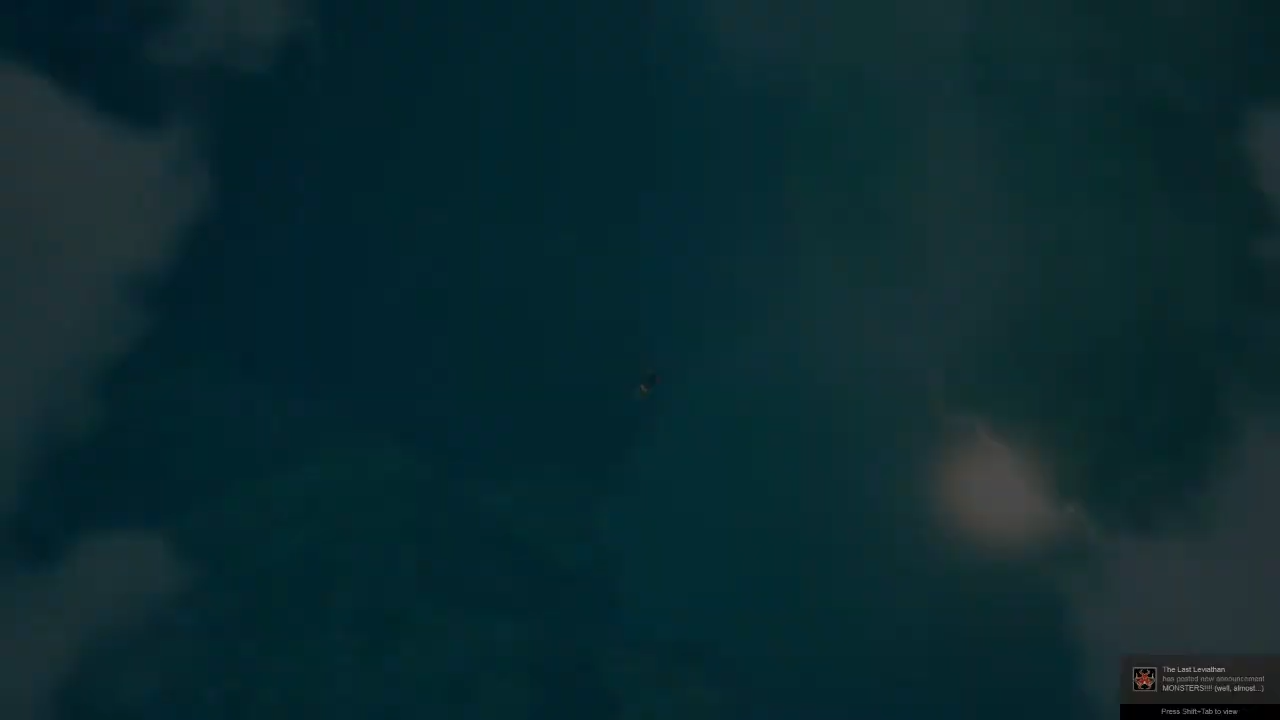 The Last Leviathan
has posted new announcement
MONSTERS!!!! (well, almost...)
Press Shift+Tab to view